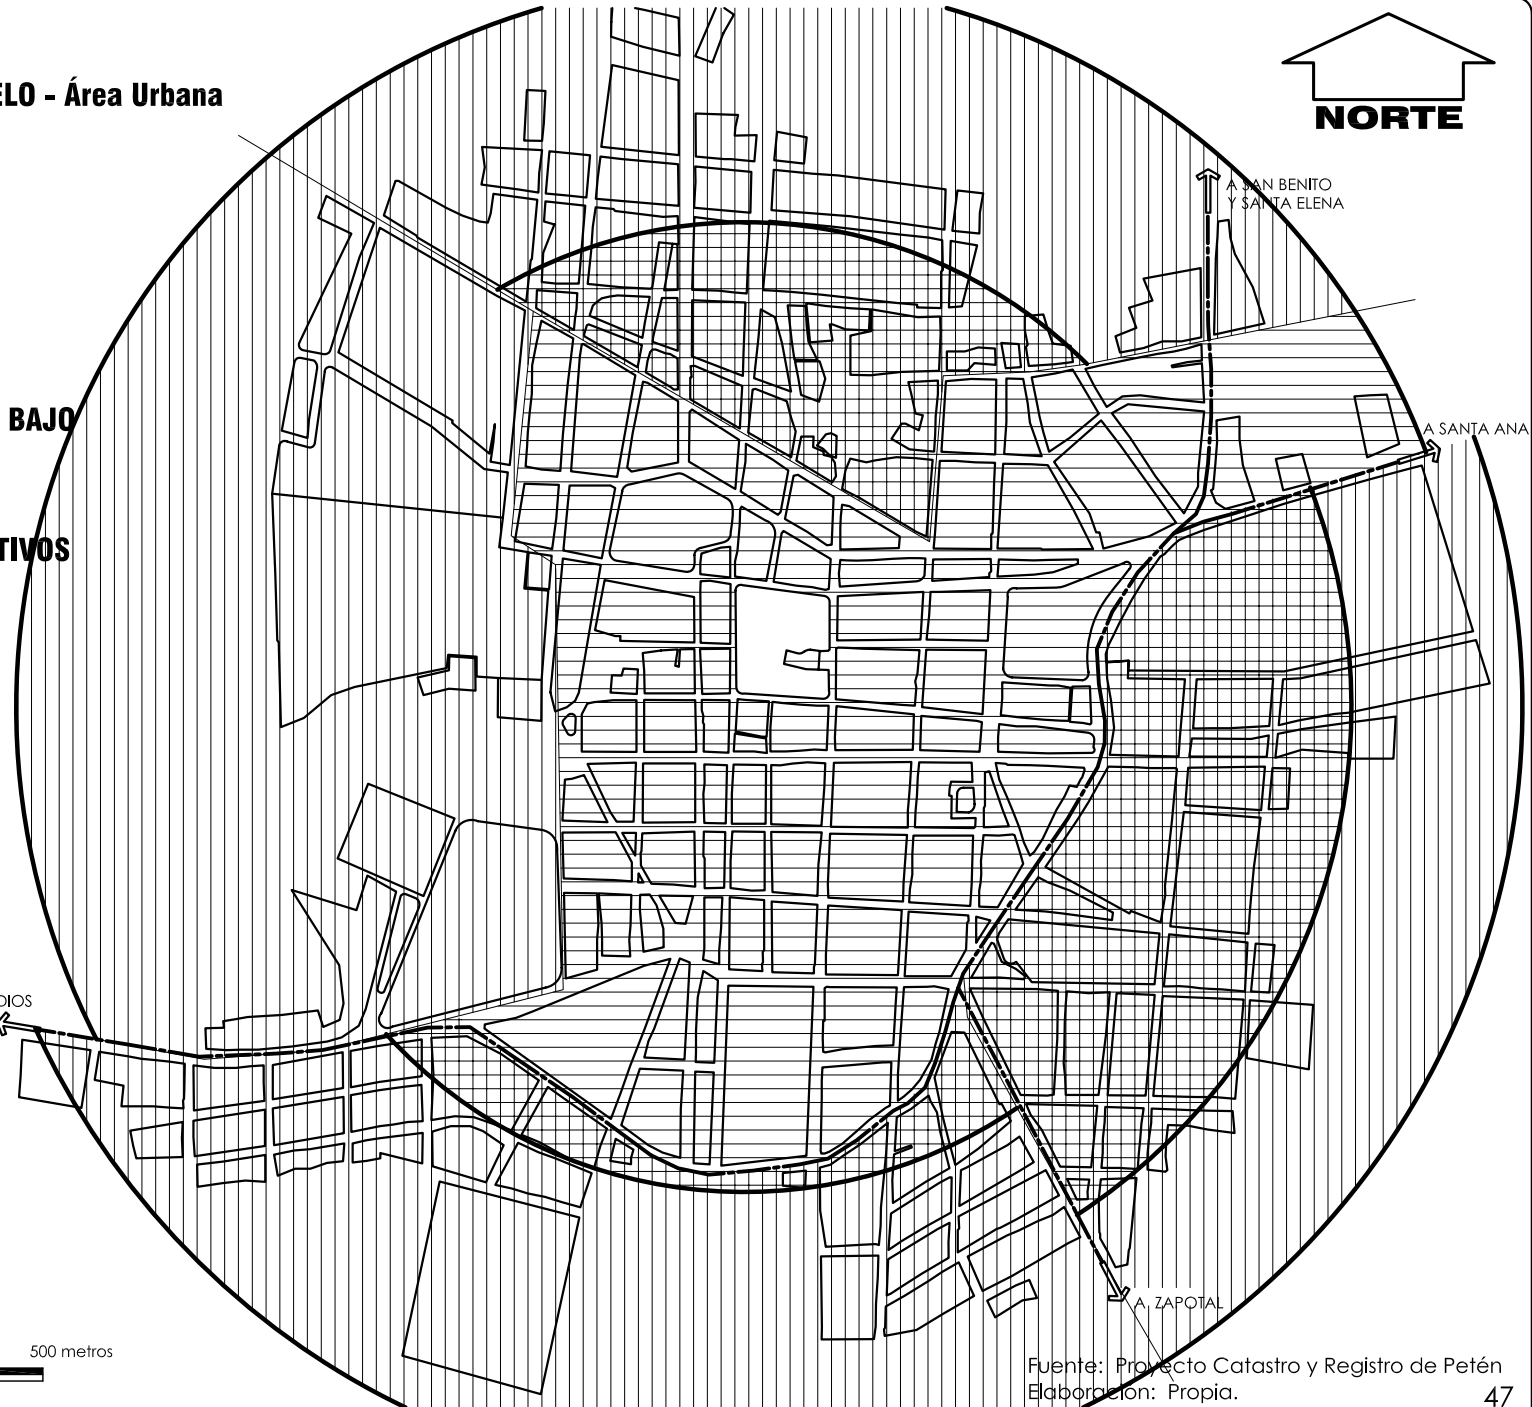 ELO - Área Urbana
NORTE
A SAN BENITO
Y SANTA ELENA
BAJO
A SANTA ANA
TIVOS
DIOS
A ZAPOTAL
500 metros
Fuente: Proyecto Catastro y Registro de Petén
Elaboración: Propia.
47